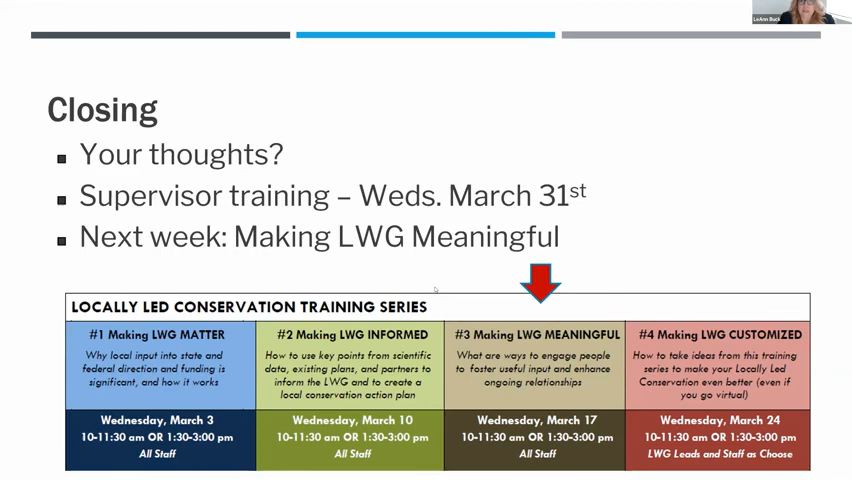 LeAnn Buck
Closing
Your thoughts?
Supervisor training – Weds. March 31st
Next week: Making LWG Meaningful
LOCALLY LED CONSERVATION TRAINING SERIES
#1 Making LWG MATTER
Why local input into state and
federal direction and funding is
significant, and how it works
Wednesday, March 3
10-11:30 am OR 1:30-3:00 pm
All Staff
#2 Making LWG INFORMED
How to use key points from scientific
data, existing plans, and partners to
inform the LWG and to create a
local conservation action plan
Wednesday, March 10
10-11:30 am OR 1:30-3:00 pm
All Staff
#3 Making LWG MEANINGFUL
What are ways to engage people
to foster useful input and enhance
ongoing relationships
Wednesday, March 17
10-11:30 am OR 1:30-3:00 pm
All Staff
#4 Making LWG CUSTOMIZED
How to take ideas from this training
series to make your Locally Led
Conservation even better (even if
you go virtual)
Wednesday, March 24
10-11:30 am OR 1:30-3:00 pm
LWG Leads and Staff as Choose